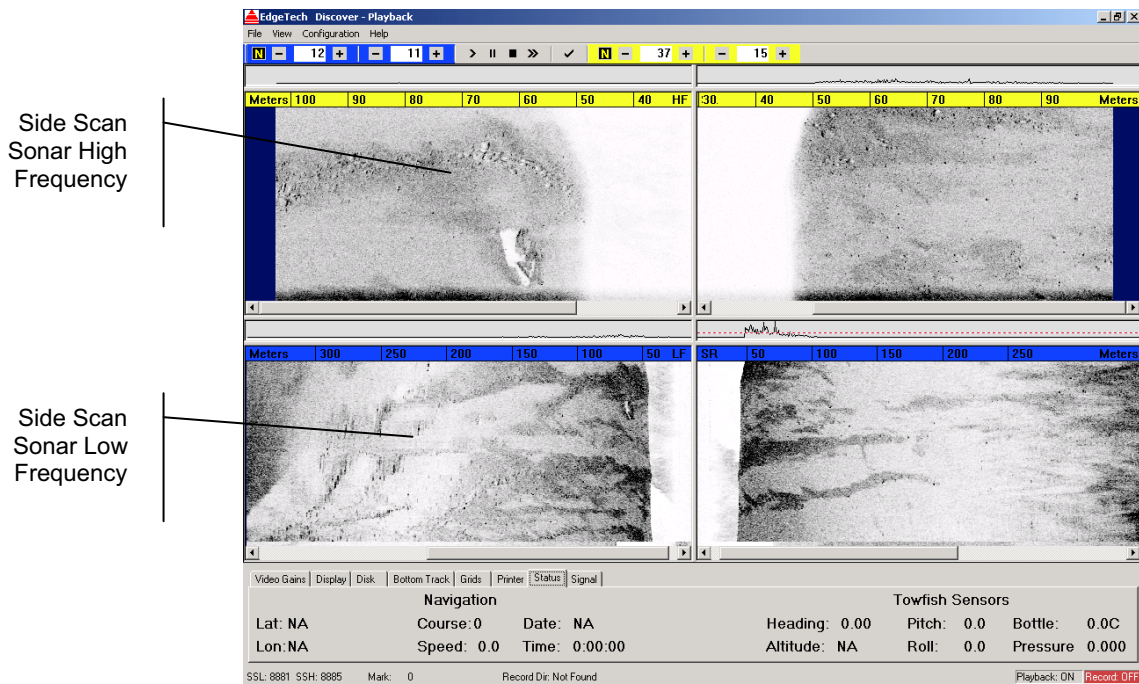 EdgeTech Discover - Playback
File View Configuration Help
N - 12 + - 11 + N - 37 + - 15 +
Meters 100 90 80 70 60 50 40 HF
30. 40 50 60 70 80 90 Meters
Side Scan
Sonar High
Frequency
Meters 300 250 200 150 100 50 LF
SR 50 100 150 200 250 Meters
Side Scan
Sonar Low
Frequency
Video Gains Display Disk Bottom Track Grids Printer Status Signal
Navigation Towfish Sensors
Lat: NA Course:0 Date: NA Heading: 0.00 Pitch: 0.0 Bottle: 0.0C
Lon:NA Speed: 0.0 Time: 0:00:00 Altitude: NA Roll: 0.0 Pressure 0.000
SSL: 8881 SSH: 8885 Mark: 0 Record Dir: Not Found Playback: ON Record: OFF